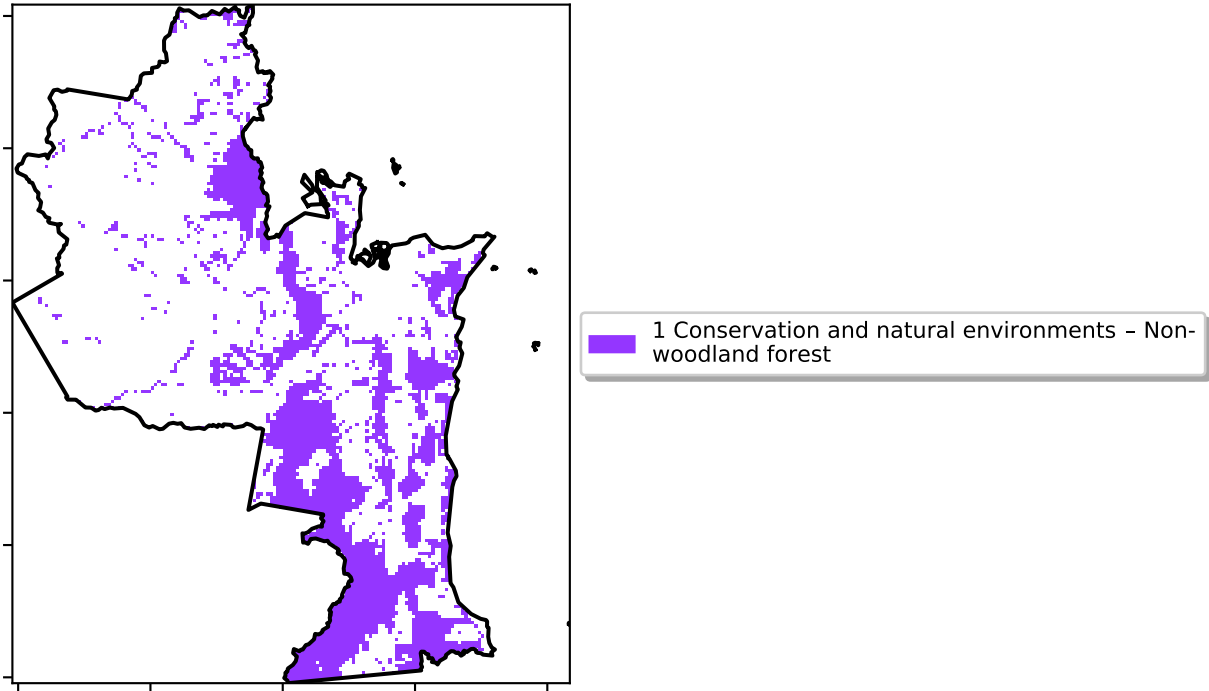 1 Conservation and natural environments – Non-
woodland forest